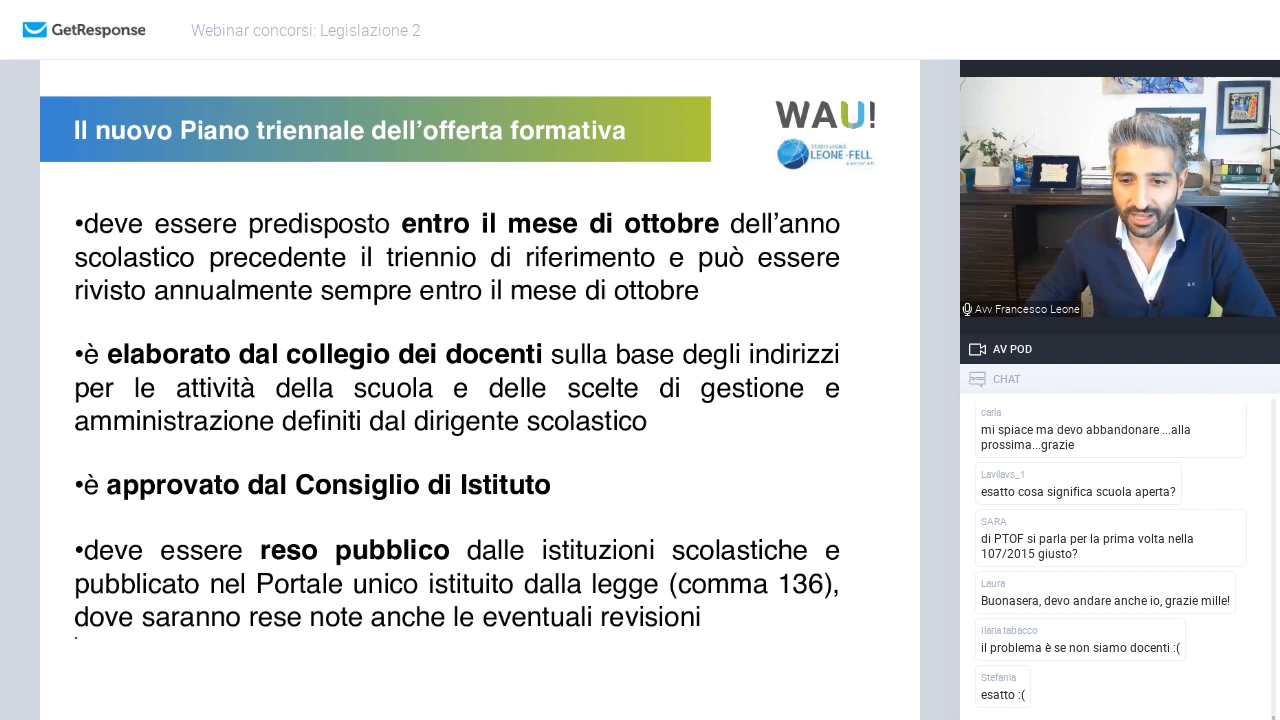 GetResponse
Webinar concorsi: Legislazione 2
Il nuovo Piano triennale dell’offerta formativa
WAU!
STUDIO LEGALE
LEONE-FELL
•deve essere predisposto entro il mese di ottobre dell’anno
scolastico precedente il triennio di riferimento e può essere
rivisto annualmente sempre entro il mese di ottobre
•è elaborato dal collegio dei docenti sulla base degli indirizzi
per le attività della scuola e delle scelte di gestione e
amministrazione definiti dal dirigente scolastico
•è approvato dal Consiglio di Istituto
•deve essere reso pubblico dalle istituzioni scolastiche e
pubblicato nel Portale unico istituito dalla legge (comma 136),
dove saranno rese note anche le eventuali revisioni
Avv Francesco Leone
AV POD
CHAT
carla
mi spiace ma devo abbandonare ...alla
prossima...grazie
Lavilavs_1
esatto cosa significa scuola aperta?
SARA
di PTOF si parla per la prima volta nella
107/2015 giusto?
Laura
Buonasera, devo andare anche io, grazie mille!
Ilaria tabacco
il problema è se non siamo docenti :(
Stefania
esatto :(